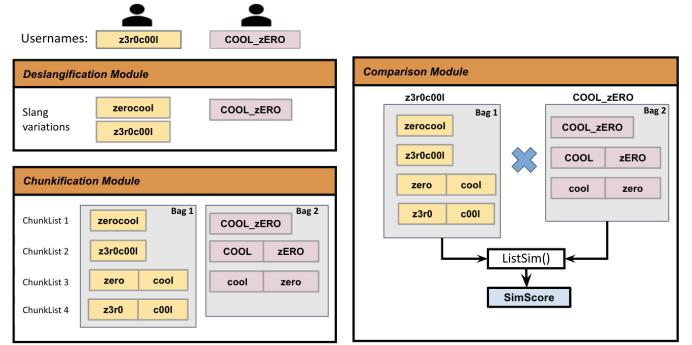 Usernames: z3r0c00l COOL_zERO
Deslangification Module
Slang variations
zerocool COOL_zERO
z3r0c00l
Chunkification Module
Bag 1 Bag 2
ChunkList 1 zerocool COOL_zERO
ChunkList 2 z3r0c00l COOL zERO
ChunkList 3 zero cool cool zero
ChunkList 4 z3r0 c00l
Comparison Module
z3r0c00l COOL_zERO
Bag 1 Bag 2
zerocool COOL_zERO
z3r0c00l COOL zERO
zero cool cool zero
z3r0 c00l
ListSim()
SimScore